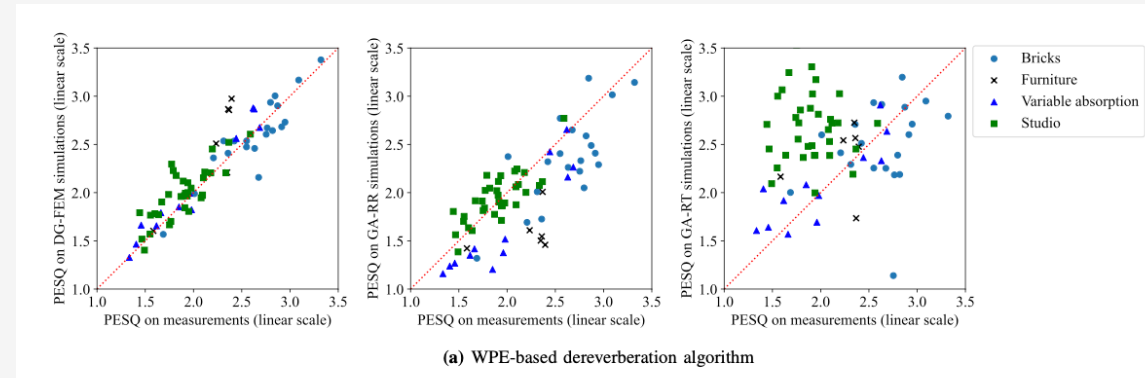 PESQ on DG-FEM simulations (linear scale)
3.5
3.0
2.5
2.0
1.5
1.0
1.0 1.5 2.0 2.5 3.0 3.5
PESQ on measurements (linear scale)
PESQ on GA-RR simulations (linear scale)
3.5
3.0
2.5
2.0
1.5
1.0
1.0 1.5 2.0 2.5 3.0 3.5
PESQ on measurements (linear scale)
PESQ on GA-RT simulations (linear scale)
3.5
3.0
2.5
2.0
1.5
1.0
1.0 1.5 2.0 2.5 3.0 3.5
PESQ on measurements (linear scale)
Bricks
Furniture
Variable absorption
Studio
(a) WPE-based dereverberation algorithm